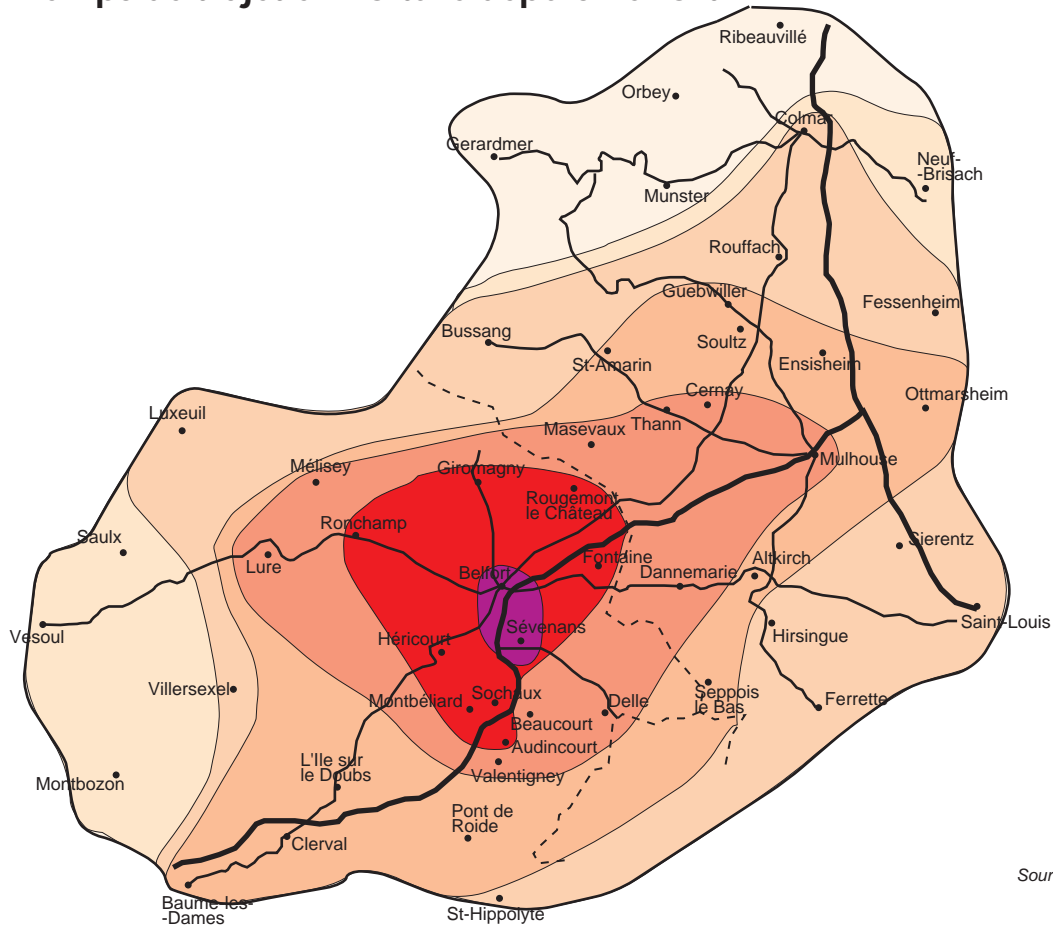 Ribeauvillé
Orbey
Colmar
Gerardmer
Neuf-
-Brisach
Munster
Rouffach
Guebwiller
Fessenheim
Bussang
Soultz
St-Amarin
Ensisheim
Cernay
Ottmarsheim
Luxeuil
Thann
Masevaux
Mulhouse
Mélisey
Giromagny
Rougemont
le Château
Ronchamp
Saulx
Sierentz
Lure
Fontaine
Altkirch
Belfort
Dannemarie
Vesoul
Sévenans
Saint-Louis
Héricourt
Hirsingue
Villersexel
Montbéliard
Sochaux
Delle
Seppois
le Bas
Ferrette
Beaucourt
Audincourt
L'Ile sur
le Doubs
Valentigney
Montbozon
Pont de
Roide
Clerval
Sour
Baume-les-
-Dames
St-Hippolyte